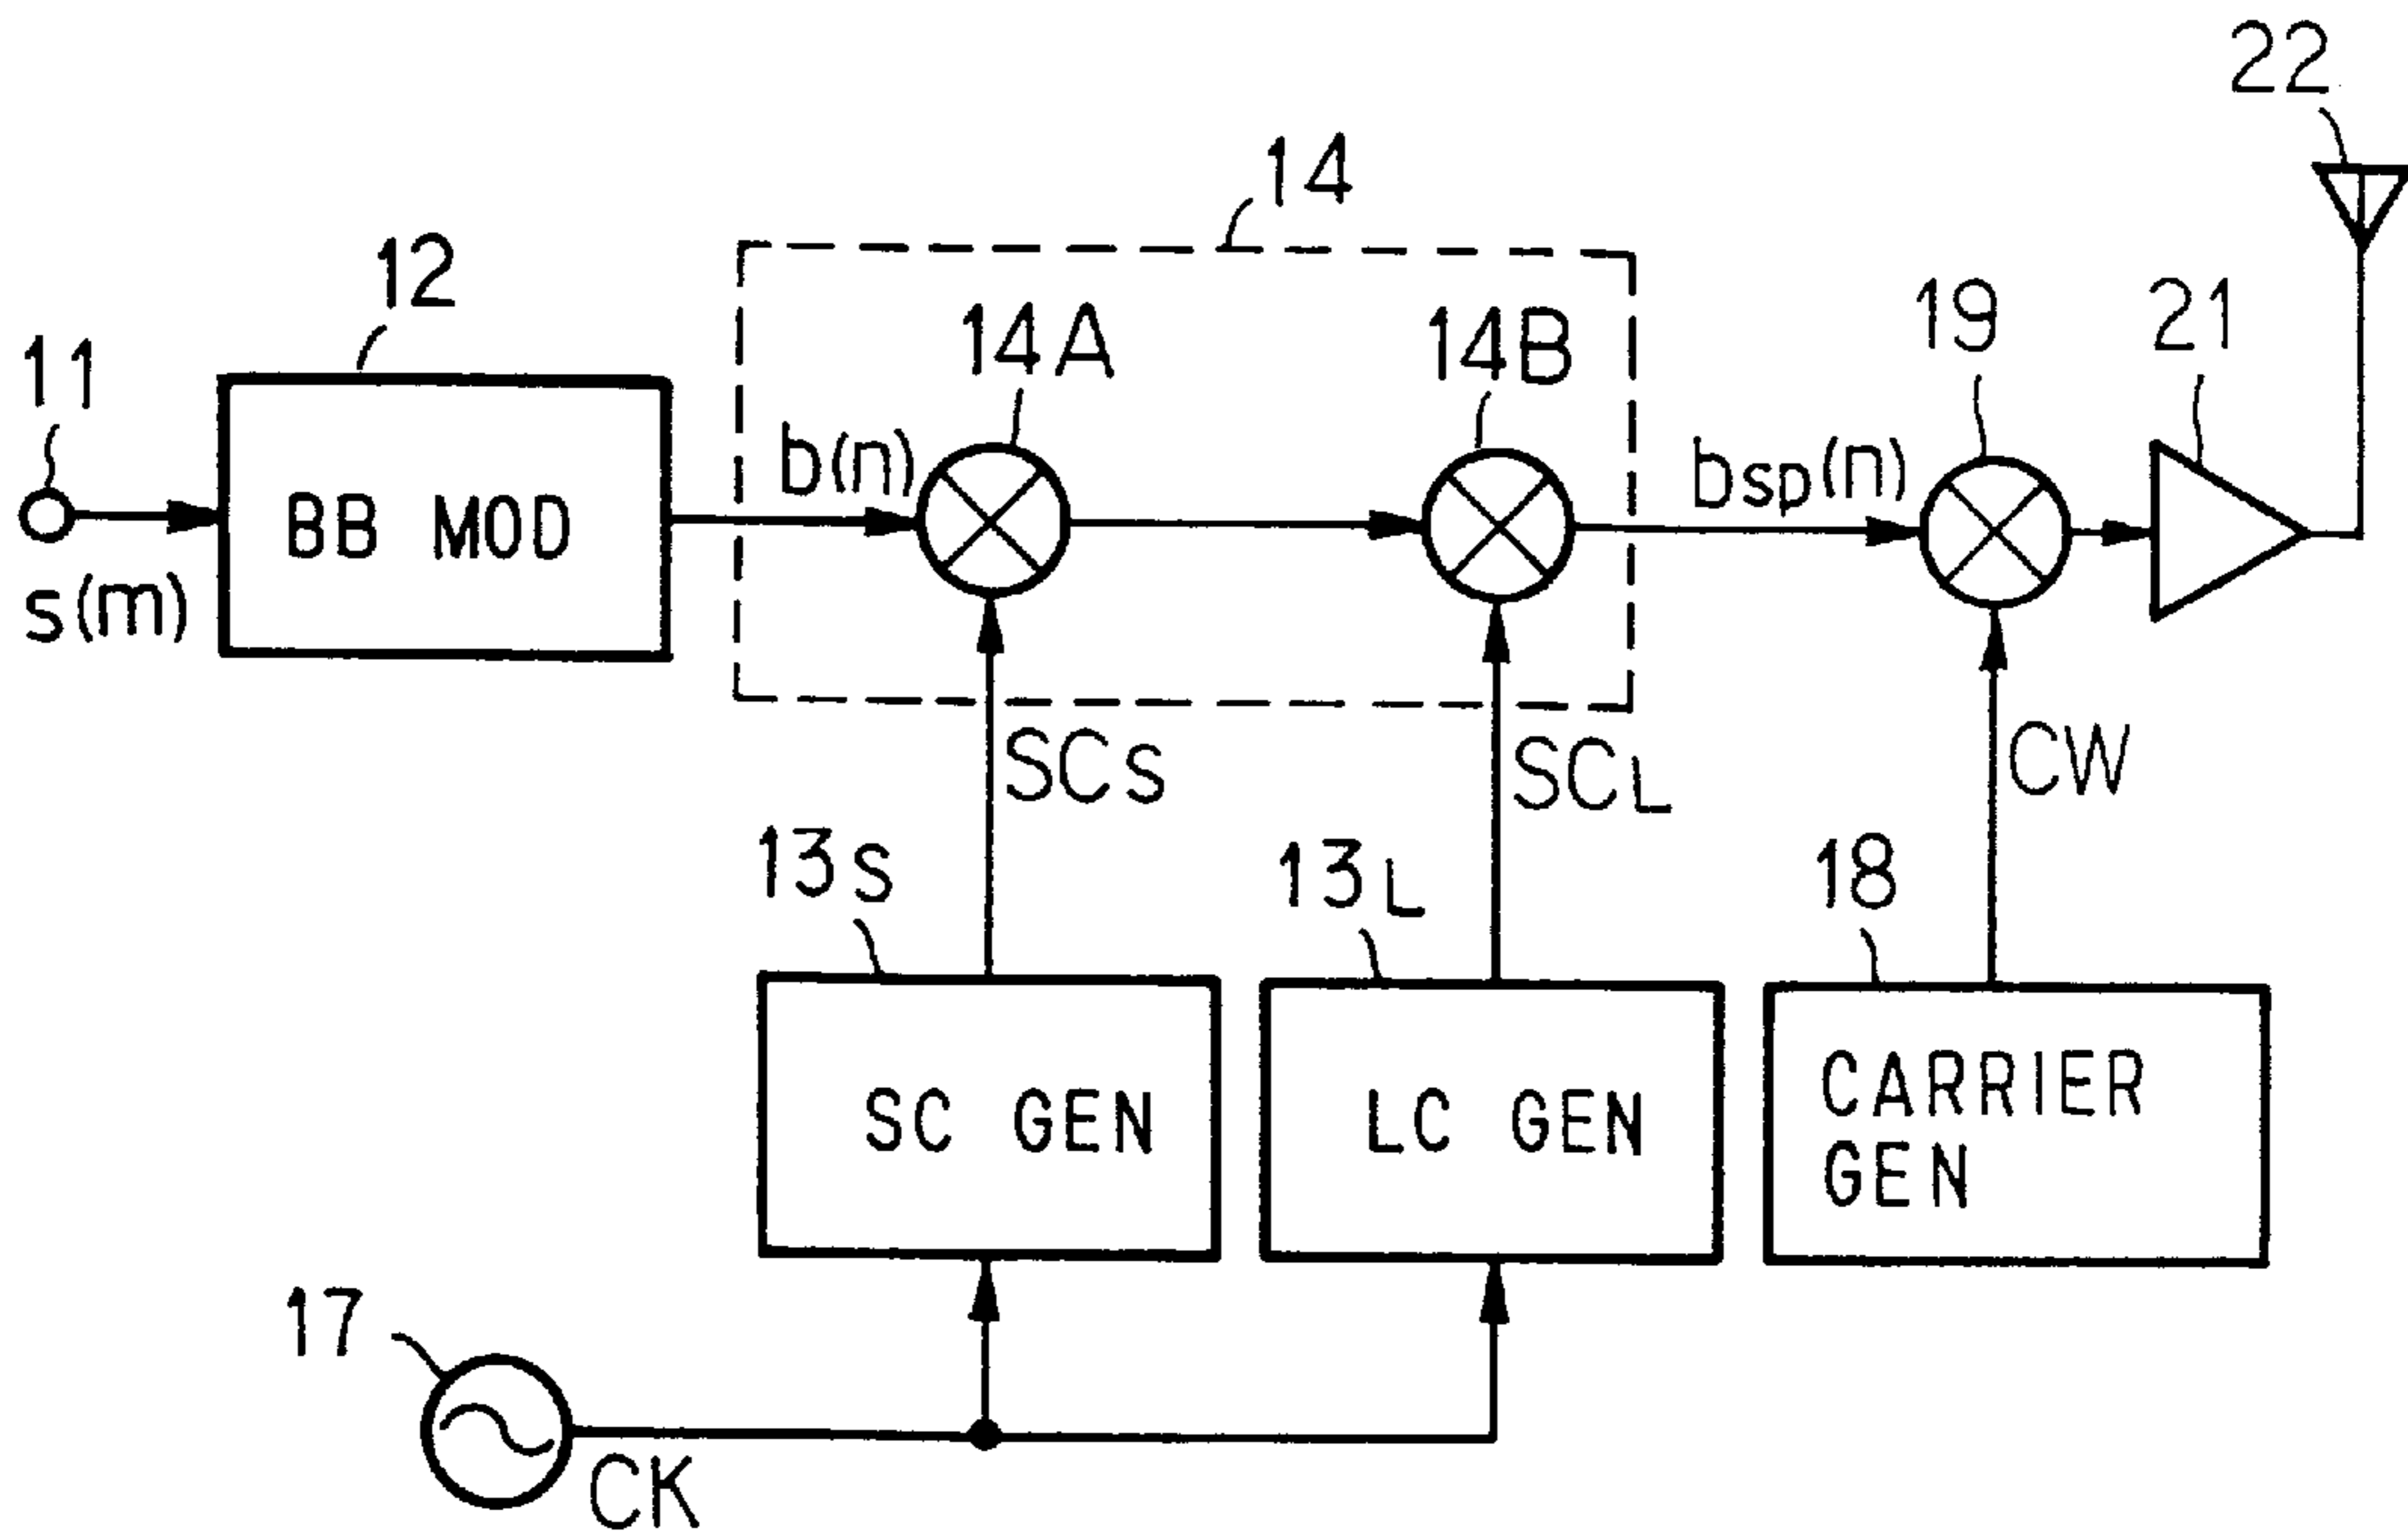 22
14
12
14A
14B
19
21
11
b(n)
bsp(n)
BB MOD
s(m)
SCS
SCL
CW
13S
13L
18
SC GEN
LC GEN
CARRIER
GEN
17
CK